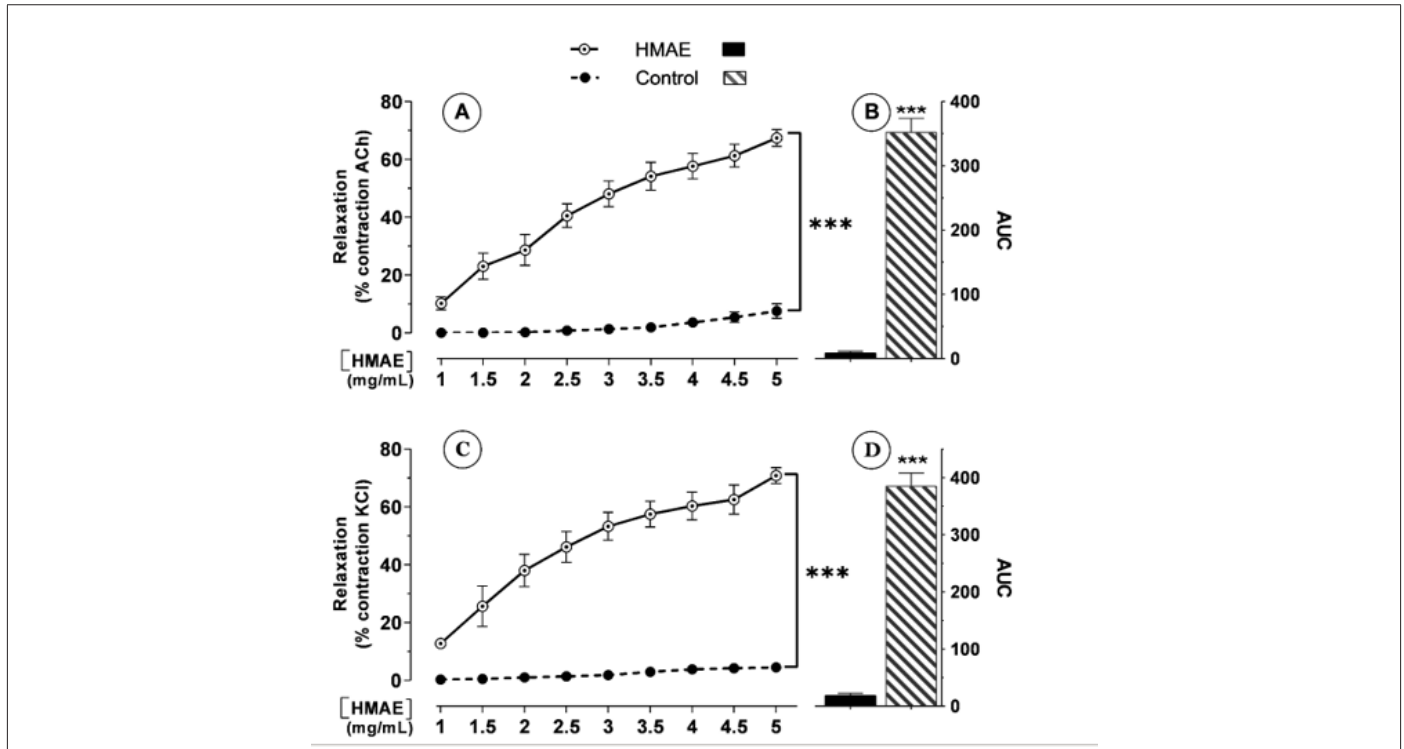 HMAE
Control
A
B
***
80
60
40
20
0
Relaxation
(% contraction ACh)
***
400
300
200
100
0
AUC
[HMAE]
(mg/mL)
1 1.5 2 2.5 3 3.5 4 4.5 5
C
D
***
80
60
40
20
0
Relaxation
(% contraction KCl)
***
400
300
200
100
0
AUC
[HMAE]
(mg/mL)
1 1.5 2 2.5 3 3.5 4 4.5 5